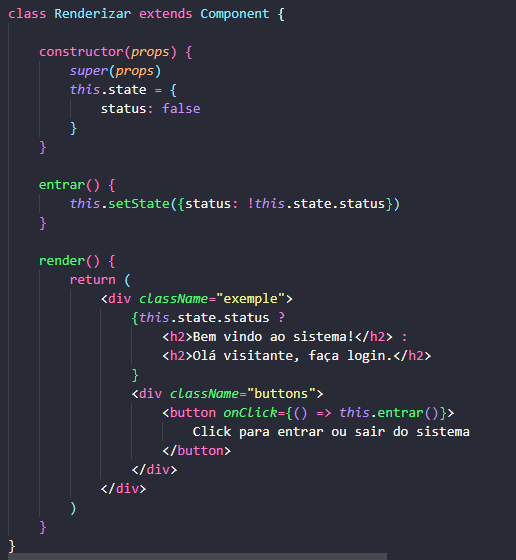 class Renderizar extends Component {
constructor(props) {
super(props)
this.state = {
status: false
}
}
entrar() {
this.setState({status: !this.state.status})
}
render() {
return (
<div className="exemple">
{this.state.status ?
<h2>Bem vindo ao sistema!</h2> :
<h2>Olá visitante, faça login.</h2>
}
<div className="buttons">
<button onClick={() => this.entrar()}>
Click para entrar ou sair do sistema
</button>
</div>
</div>
)
}
}